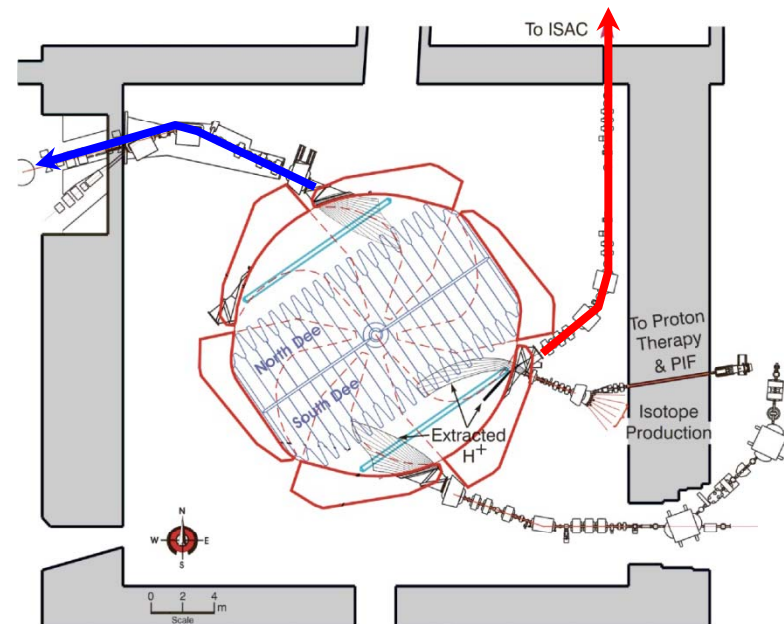 To ISAC
North Dee
South Dee
To Proton
Therapy
& PIF
Isotope
Production
Extracted
H+
N
W E
S
0 2 4
m
Scale